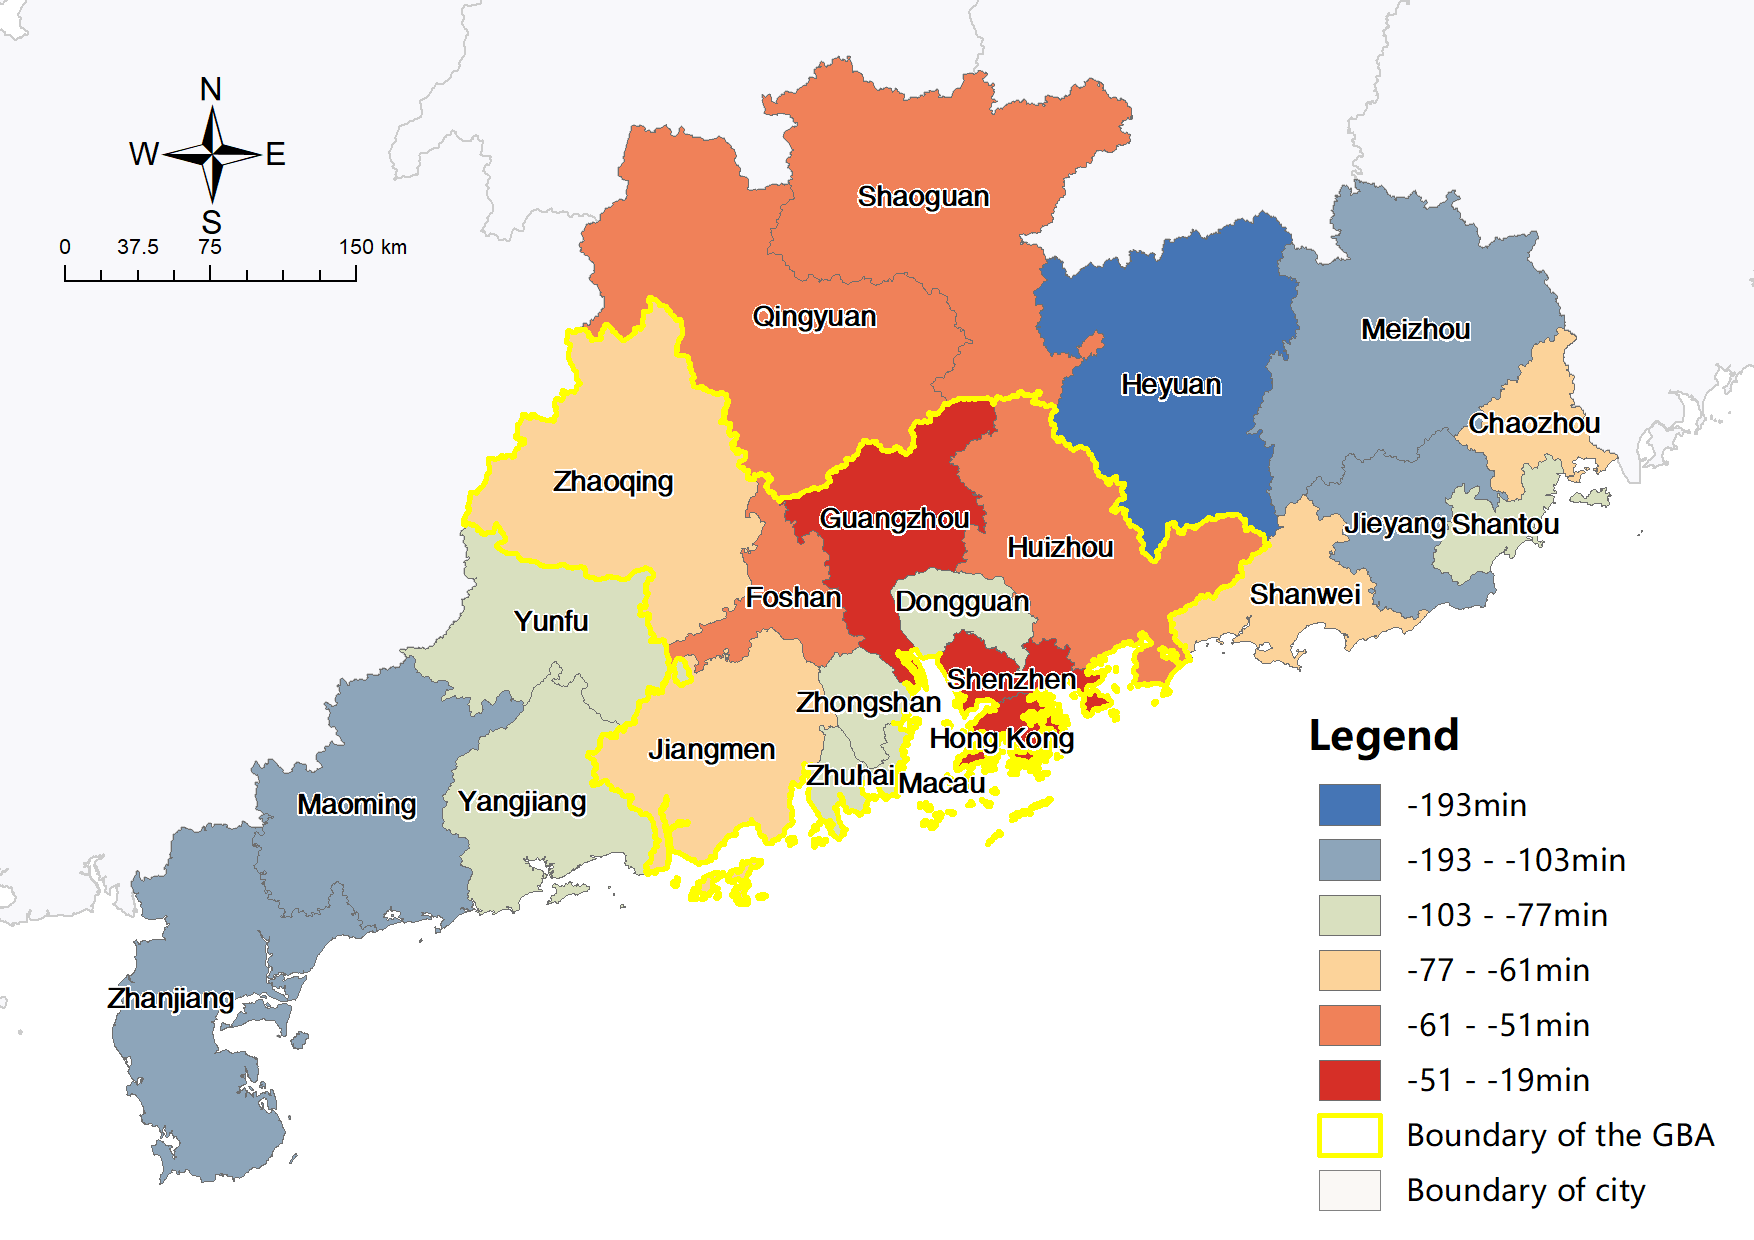 N
W E
S
0 37.5 75 150 km
Shaoguan
Qingyuan
Meizhou
Heyuan
Chaozhou
Zhaoqing
Guangzhou
Jieyang Shantou
Huizhou
Foshan
Dongguan
Shanwei
Yunfu
Shenzhen
Zhongshan
Hong Kong
Jiangmen
Zhuhai
Macau
Maoming
Yangjiang
Zhanjiang
Legend
-193min
-193 - -103min
-103 - -77min
-77 - -61min
-61 - -51min
-51 - -19min
Boundary of the GBA
Boundary of city